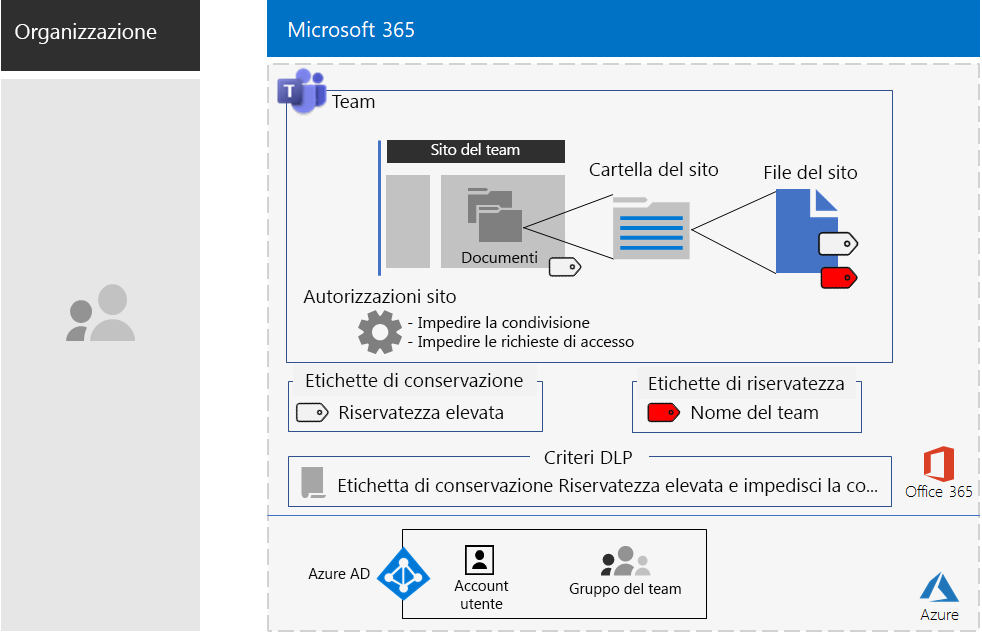 Organizzazione
Microsoft 365
T
Team
Sito del team
Cartella del sito
File del sito
Documenti
Autorizzazioni sito
- Impedire la condivisione
- Impedire le richieste di accesso
Etichette di conservazione
Riservatezza elevata
Etichette di riservatezza
Nome del team
Criteri DLP
Etichetta di conservazione Riservatezza elevata e impedisci la co...
Office 365
Azure AD
Account
utente
Gruppo del team
Azure